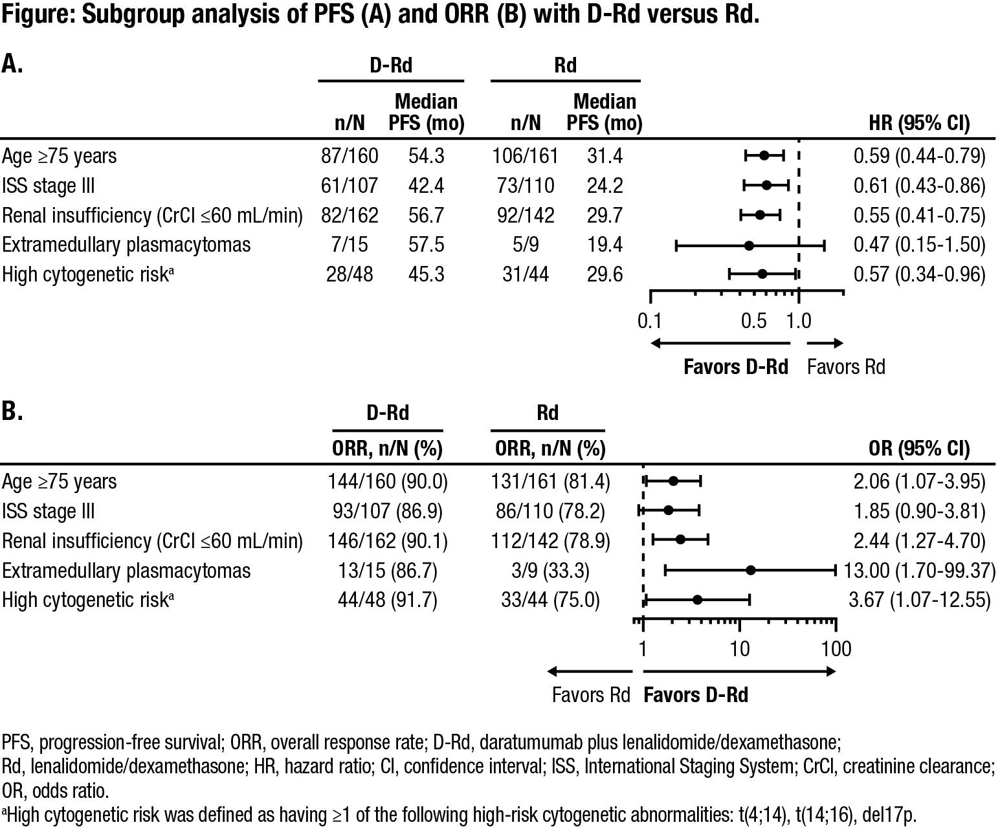 Figure: Subgroup analysis of PFS (A) and ORR (B) with D-Rd versus Rd.
A.
D-Rd Rd
n/N Median PFS (mo) n/N Median PFS (mo) HR (95% CI)
Age ≥75 years 87/160 54.3 106/161 31.4 0.59 (0.44-0.79)
ISS stage III 61/107 42.4 73/110 24.2 0.61 (0.43-0.86)
Renal insufficiency (CrCl ≤60 mL/min) 82/162 56.7 92/142 29.7 0.55 (0.41-0.75)
Extramedullary plasmacytomas 7/15 57.5 5/9 19.4 0.47 (0.15-1.50)
High cytogenetic riskᵃ 28/48 45.3 31/44 29.6 0.57 (0.34-0.96)
0.1 0.5 1.0
Favors D-Rd Favors Rd
B.
D-Rd Rd
ORR, n/N (%) ORR, n/N (%) OR (95% CI)
Age ≥75 years 144/160 (90.0) 131/161 (81.4) 2.06 (1.07-3.95)
ISS stage III 93/107 (86.9) 86/110 (78.2) 1.85 (0.90-3.81)
Renal insufficiency (CrCl ≤60 mL/min) 146/162 (90.1) 112/142 (78.9) 2.44 (1.27-4.70)
Extramedullary plasmacytomas 13/15 (86.7) 3/9 (33.3) 13.00 (1.70-99.37)
High cytogenetic riskᵃ 44/48 (91.7) 33/44 (75.0) 3.67 (1.07-12.55)
1 10 100
Favors Rd Favors D-Rd
PFS, progression-free survival; ORR, overall response rate; D-Rd, daratumumab plus lenalidomide/dexamethasone;
Rd, lenalidomide/dexamethasone; HR, hazard ratio; CI, confidence interval; ISS, International Staging System; CrCl, creatinine clearance;
OR, odds ratio.
ᵃHigh cytogenetic risk was defined as having ≥1 of the following high-risk cytogenetic abnormalities: t(4;14), t(14;16), del17p.